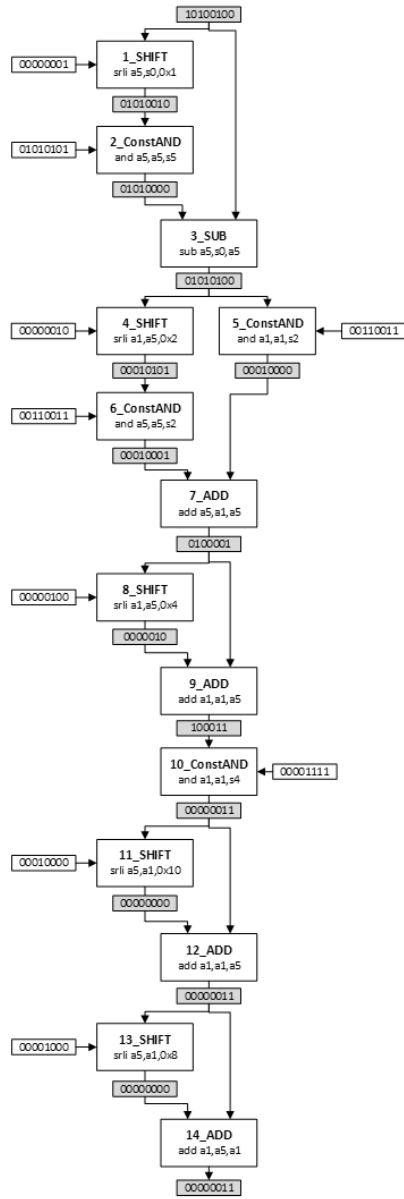 10100100
1_SHIFT
00000001
srli a5,s0,0x1
01010010
2_ConstAND
01010101
and a5,a5,s5
01010000
3_SUB
sub a5,s0,a5
01010100
4_SHIFT
5_ConstAND
00000010
srli a1,a5,0x2
and a1,a1,s2
00110011
00010101
00010000
6_ConstAND
00110011
and a5,a5,s2
00010001
7_ADD
add a5,a1,a5
0100001
8_SHIFT
00000100
srli a1,a5,0x4
0000010
9_ADD
add a1,a1,a5
100011
10_ConstAND
and a1,a1,s4
00001111
00000011
11_SHIFT
00010000
srli a5,a1,0x10
00000000
12_ADD
add a1,a1,a5
00000011
13_SHIFT
00001000
srli a5,a1,0x8
00000000
14_ADD
add a1,a5,a1
00000011